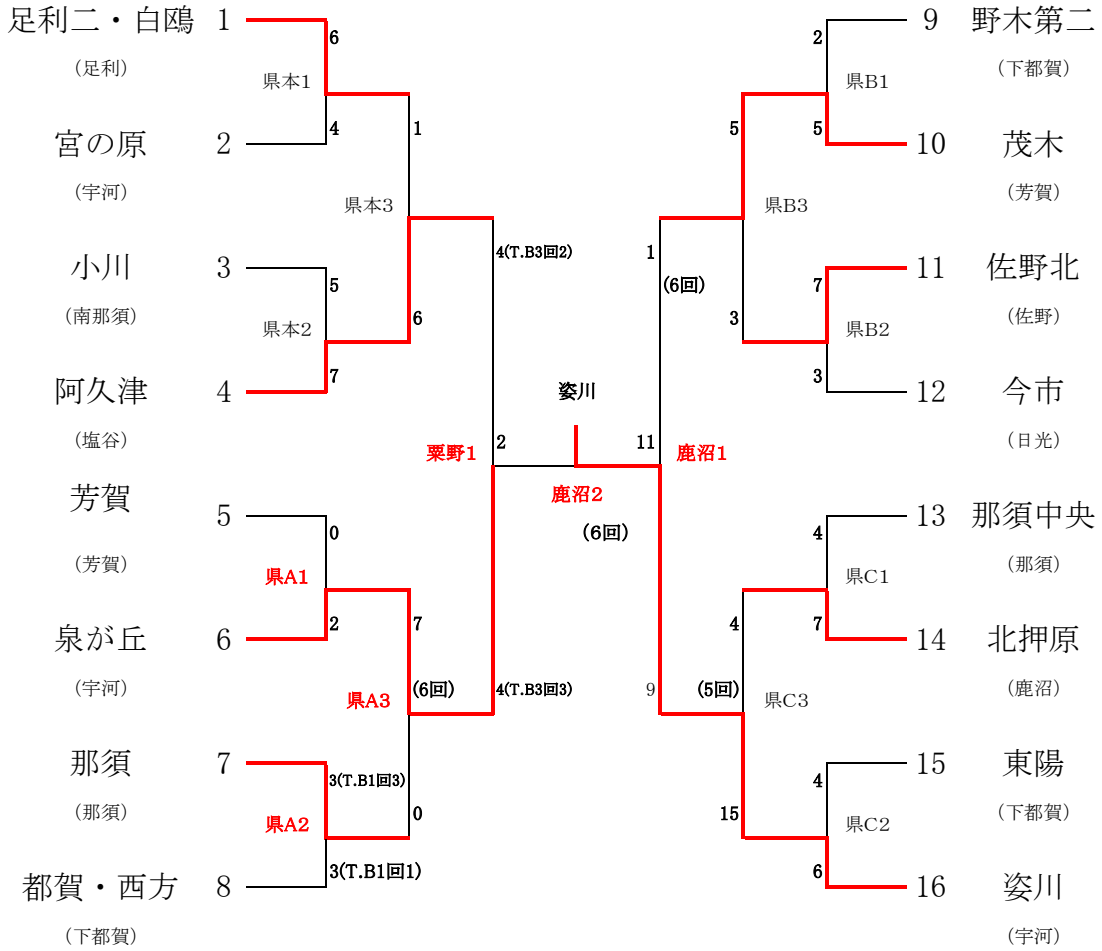 足利二・白鴎 1
(足利)
県本1
6
4
宮の原 2
(宇河)
県本3
1
6
小川 3
(南那須)
県本2
5
7
阿久津 4
(塩谷)
4(T.B3回2)
粟野1
2
芳賀
5
(芳賀)
県A1
0
2
泉が丘 6
(宇河)
県A3
7
(6回)
4(T.B3回3)
那須 7
(那須)
3(T.B1回3)
県A2
0
3(T.B1回1)
都賀・西方 8
(下都賀)
姿川
鹿沼2
(6回)
9 野木第二
(下都賀)
2
県B1
5
10 茂木
(芳賀)
5
県B3
3
1
(6回)
11 佐野北
(佐野)
7
県B2
3
12 今市
(日光)
11
鹿沼1
13 那須中央
(那須)
4
県C1
7
14 北押原
(鹿沼)
4
(5回)
県C3
9
15
15 東陽
(下都賀)
4
県C2
6
16 姿川
(宇河)